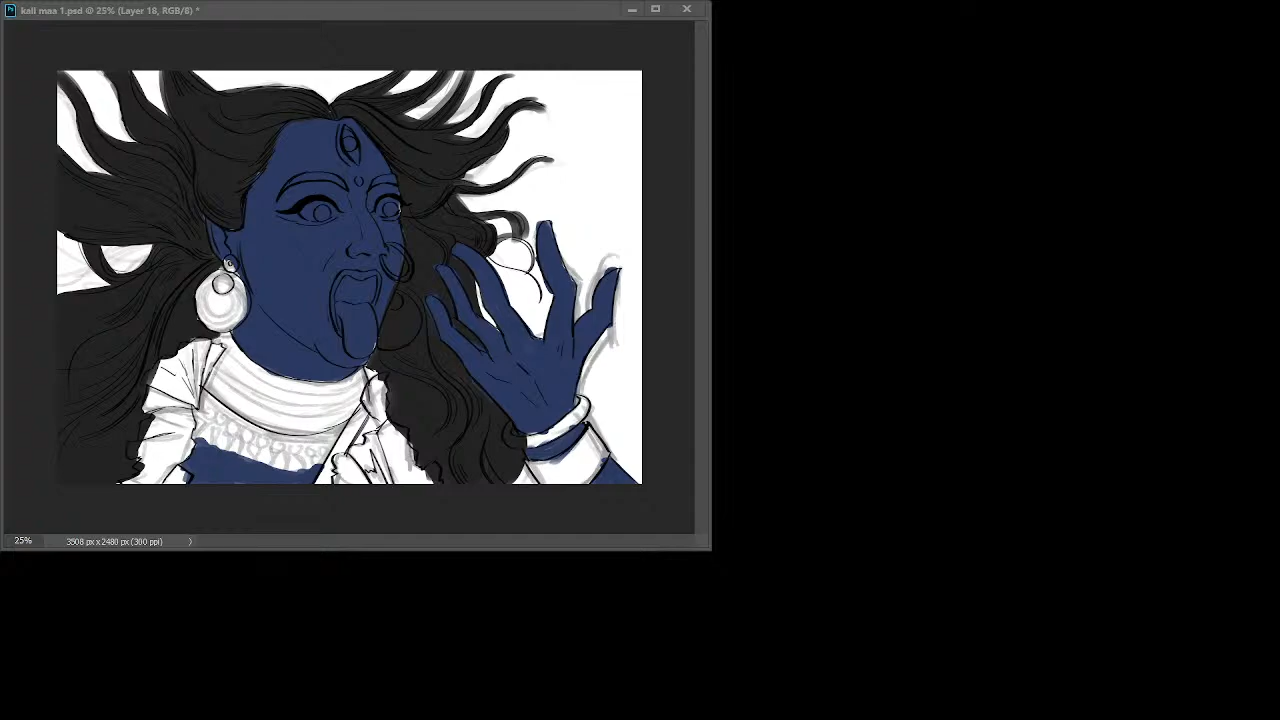 kali maa 1.psd @ 25% (Layer 18, RGB/8) *
25%
3508 px x 2480 px (300 ppi)